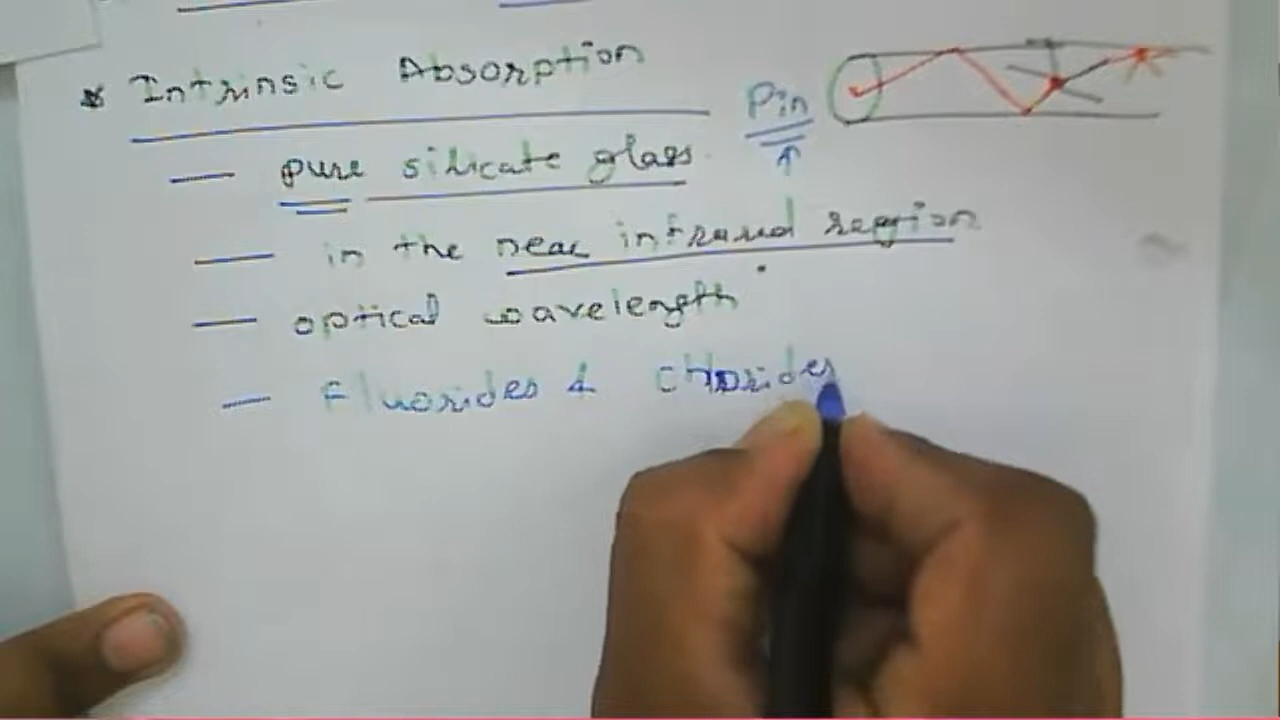 * Intrinsic Absorption
Pin
— pure silicate glass
— in the near infrared region
— optical wavelength
— Fluorides & Chlorides